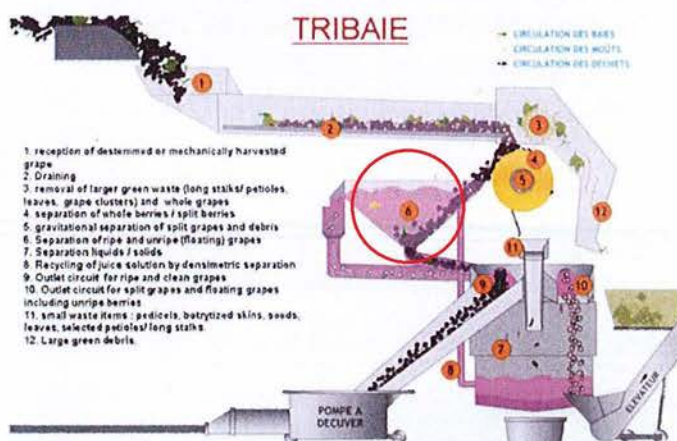 TRIBAIE
CIRCULATION DES BAIES
CIRCULATION DES MOÛTS
CIRCULATION DES DECHETS
1
2
3
4
5
6
12
11
9
10
7
8
1. reception of destemmed or mechanically harvested
grape
2. Draining
3. removal of larger green waste (long stalks/ petioles,
leaves, grape clusters) and whole grapes
4. separation of whole berries / split berries
5. gravitational separation of split grapes and debris
6. Separation of ripe and unripe (floating) grapes
7. Separation liquids / solids
8. Recycling of juice solution by densimetric separation
9. Outlet circuit for ripe and clean grapes
10. Outlet circuit for split grapes and floating grapes
including unripe berries
11. small waste items : pedicels, botrytized skins, seeds,
leaves, selected petioles/ long stalks.
12. Large green debris.
POMPE A
DECUVER
ELEVATEUR